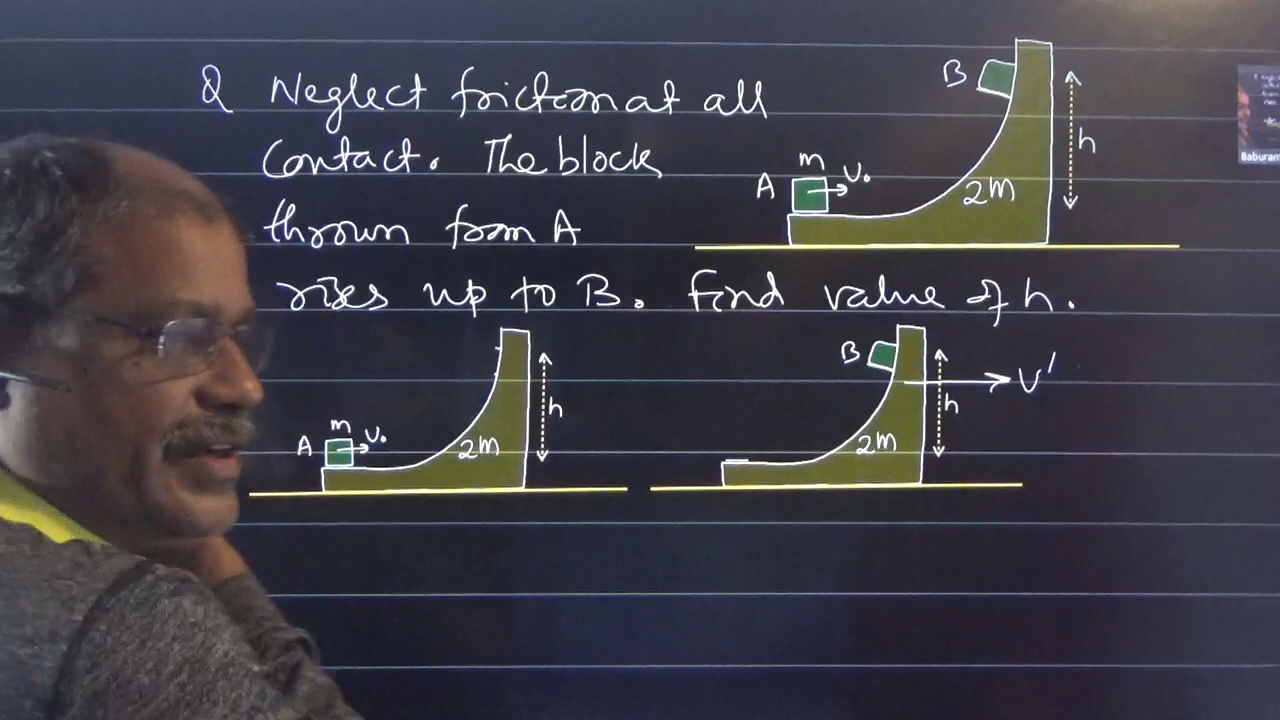 Q Neglect friction at all
contact. The block
thrown from A
rises up to B. Find value of h.
B
h
m
A
v₀
2m
Baburam
A
m
v₀
2m
h
B
v'
h
2m